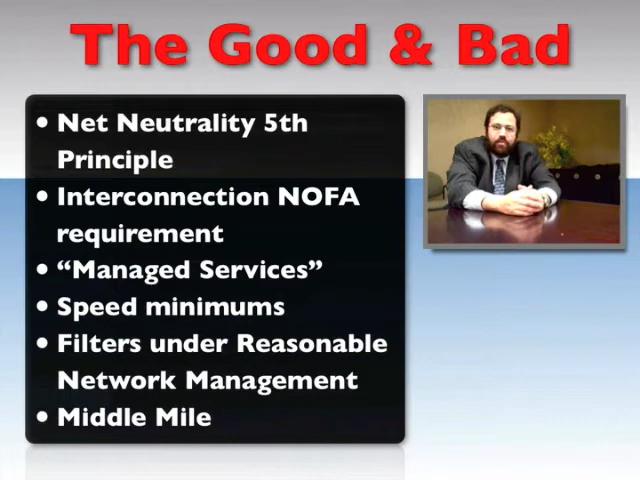 The Good & Bad
• Net Neutrality 5th
Principle
• Interconnection NOFA
requirement
• “Managed Services”
• Speed minimums
• Filters under Reasonable
Network Management
• Middle Mile